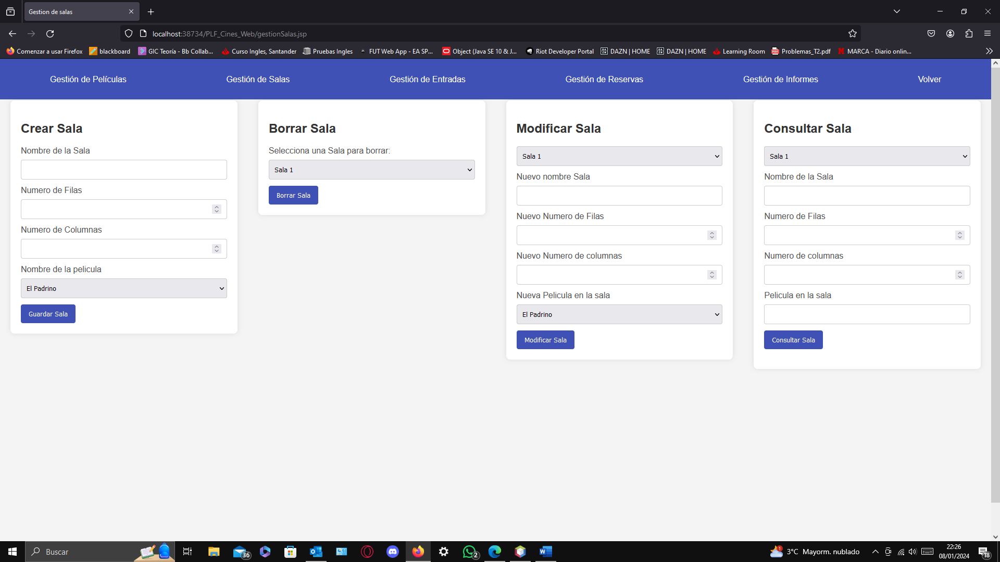 Gestion de salas
localhost:38734/PLF_Cines_Web/gestionSalas.jsp
Comenzar a usar Firefox
blackboard
GIC Teoría - Bb Collab...
Curso Ingles, Santander
Pruebas Ingles
FUT Web App - EA SP...
Object (Java SE 10 & J...
Riot Developer Portal
DAZN | HOME
DAZN | HOME
Learning Room
Problemas_T2.pdf
MARCA - Diario onlin...
Gestión de Películas
Gestión de Salas
Gestión de Entradas
Gestión de Reservas
Gestión de Informes
Volver
Crear Sala
Nombre de la Sala
Numero de Filas
Numero de Columnas
Nombre de la pelicula
El Padrino
Guardar Sala
Borrar Sala
Selecciona una Sala para borrar:
Sala 1
Borrar Sala
Modificar Sala
Sala 1
Nuevo nombre Sala
Nuevo Numero de Filas
Nuevo Numero de columnas
Nueva Pelicula en la sala
El Padrino
Modificar Sala
Consultar Sala
Sala 1
Nombre de la Sala
Numero de Filas
Numero de columnas
Pelicula en la sala
Consultar Sala
Buscar
36
2
1
3°C Mayorm. nublado
22:26
08/01/2024
18